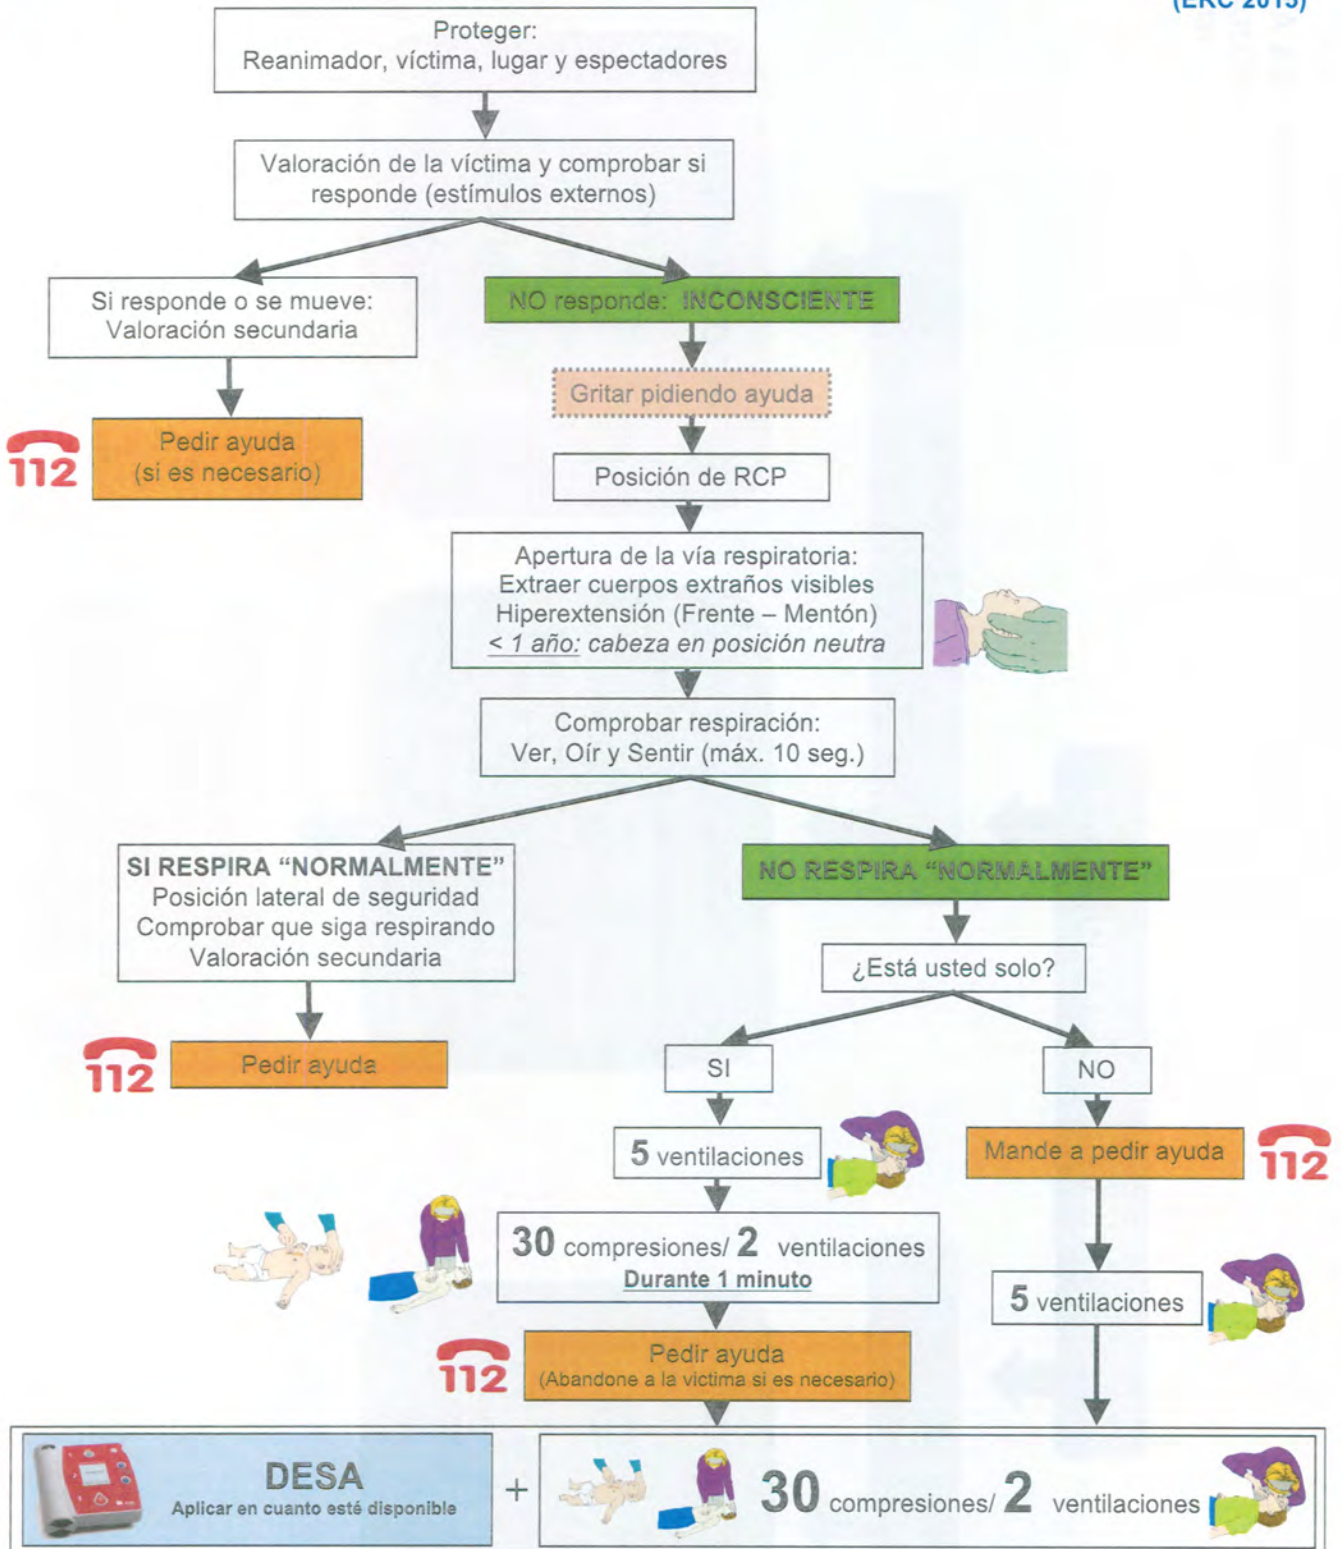 (ERC 2015)
Proteger:
Reanimador, víctima, lugar y espectadores
Valoración de la víctima y comprobar si
responde (estímulos externos)
Si responde o se mueve:
Valoración secundaria
NO responde: INCONSCIENTE
Gritar pidiendo ayuda
112
Pedir ayuda
(si es necesario)
Posición de RCP
Apertura de la vía respiratoria:
Extraer cuerpos extraños visibles
Hiperextensión (Frente – Mentón)
< 1 año: cabeza en posición neutra
Comprobar respiración:
Ver, Oír y Sentir (máx. 10 seg.)
SI RESPIRA “NORMALMENTE”
Posición lateral de seguridad
Comprobar que siga respirando
Valoración secundaria
NO RESPIRA “NORMALMENTE”
¿Está usted solo?
112
Pedir ayuda
SI
NO
5 ventilaciones
Mande a pedir ayuda
112
30 compresiones/ 2 ventilaciones
Durante 1 minuto
5 ventilaciones
112
Pedir ayuda
(Abandone a la victima si es necesario)
DESA
Aplicar en cuanto esté disponible
+
30 compresiones/ 2 ventilaciones